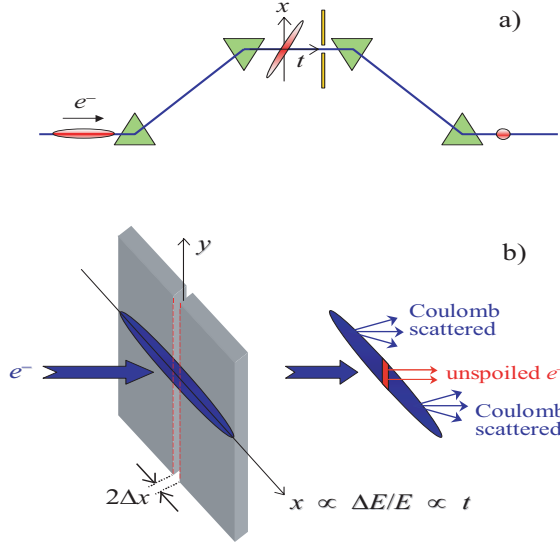 x
a)
t
e⁻
b)
y
Coulomb
scattered
e⁻
unspoiled e⁻
Coulomb
scattered
2Δx
x ∝ ΔE/E ∝ t